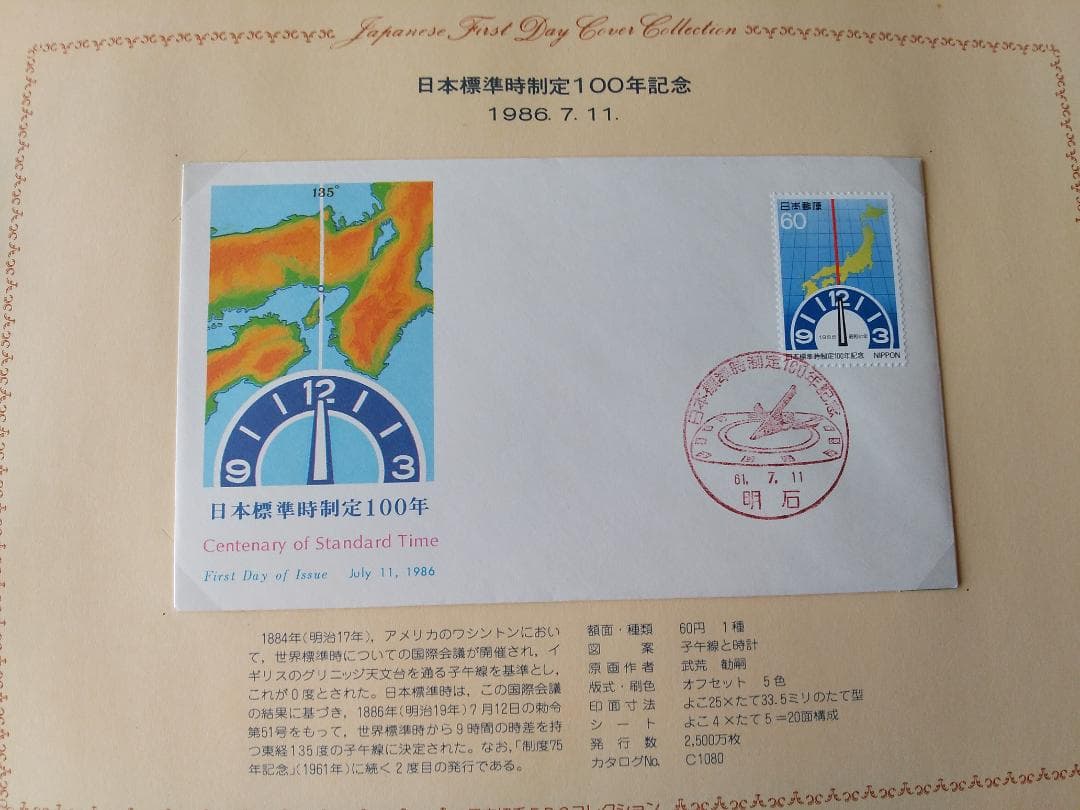 Japanese First Day Cover Collection
日本標準時制定100年記念
1986. 7. 11.
135°
12
9
3
日本標準時制定100年
Centenary of Standard Time
First Day of Issue July 11, 1986
日本郵便
60
12
9
3
日本標準時制定100年記念 NIPPON
日本標準時制定100年記念
61. 7. 11
明石
1884年(明治17年),アメリカのワシントンにおい
て,世界標準時についての国際会議が開催され,イ
ギリスのグリニッジ天文台を通る子午線を基準とし,
これが0度とされた。日本標準時は,この国際会議
の結果に基づき,1886年(明治19年)7月12日の勅令
第51号をもって,世界標準時から9時間の時差を持
つ東経135度の子午線に決定された。なお,「制度75
年記念」(1961年)に続く2度目の発行である。
額面・種類 60円 1種
図案 子午線と時計
原画作者 武荒 勧嗣
版式・刷色 オフセット 5色
印面寸法 よこ25×たて33.5ミリのたて型
シート よこ4×たて5=20面構成
発行数 2,500万枚
カタログNo. C1080